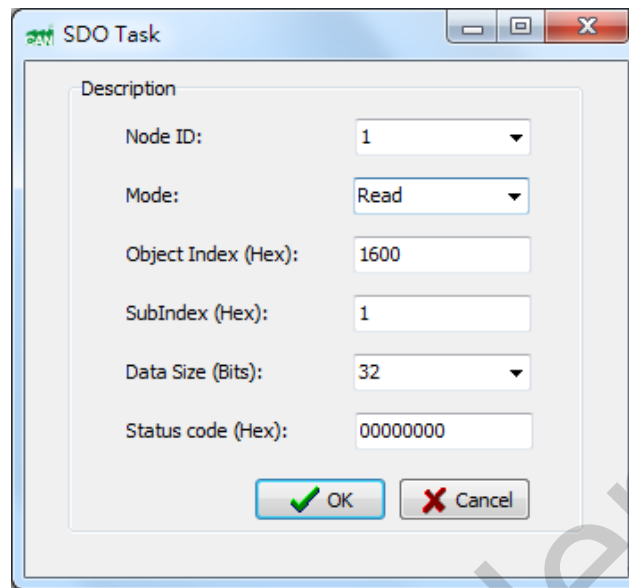 CAN SDO Task
Description
Node ID: 1
Mode: Read
Object Index (Hex): 1600
SubIndex (Hex): 1
Data Size (Bits): 32
Status code (Hex): 00000000
OK Cancel